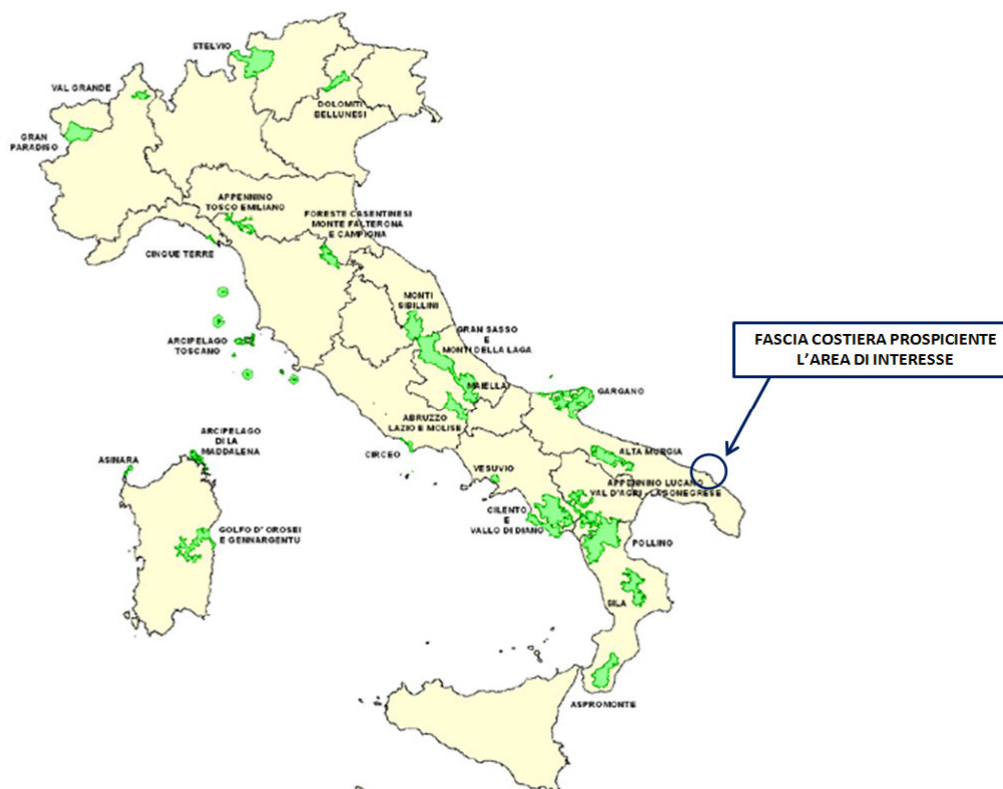 STELVIO
VAL GRANDE
DOLOMITI
BELLUNESI
GRAN
PARADISO
APPENNINO
TOSCO EMILIANO
FORESTE CASENTINESI
MONTE FALTERONA
E CAMPIGNA
CINGUE TERRE
MONTI
SIBILLINI
GRAN SASSO
E
MONTI DELLA LAGA
ARCIPELAGO
TOSCANO
FASCIA COSTIERA PROSPICIENTE
L'AREA DI INTERESSE
MAIELLA
GARGANO
ABRUZZO
LAZIO E MOLISE
ARCIPELAGO
DI LA
MADDALENA
CIRCEO
ALTA MURGIA
ASINARA
VESUVIO
APPENNINO LUCANO
VAL D'AGRI - LAGONEGRESE
CILENTO
E
VALLO DI DIANO
GOLFO D' OROSEI
E GENNARGENTU
POLLINO
SILA
ASPROMONTE